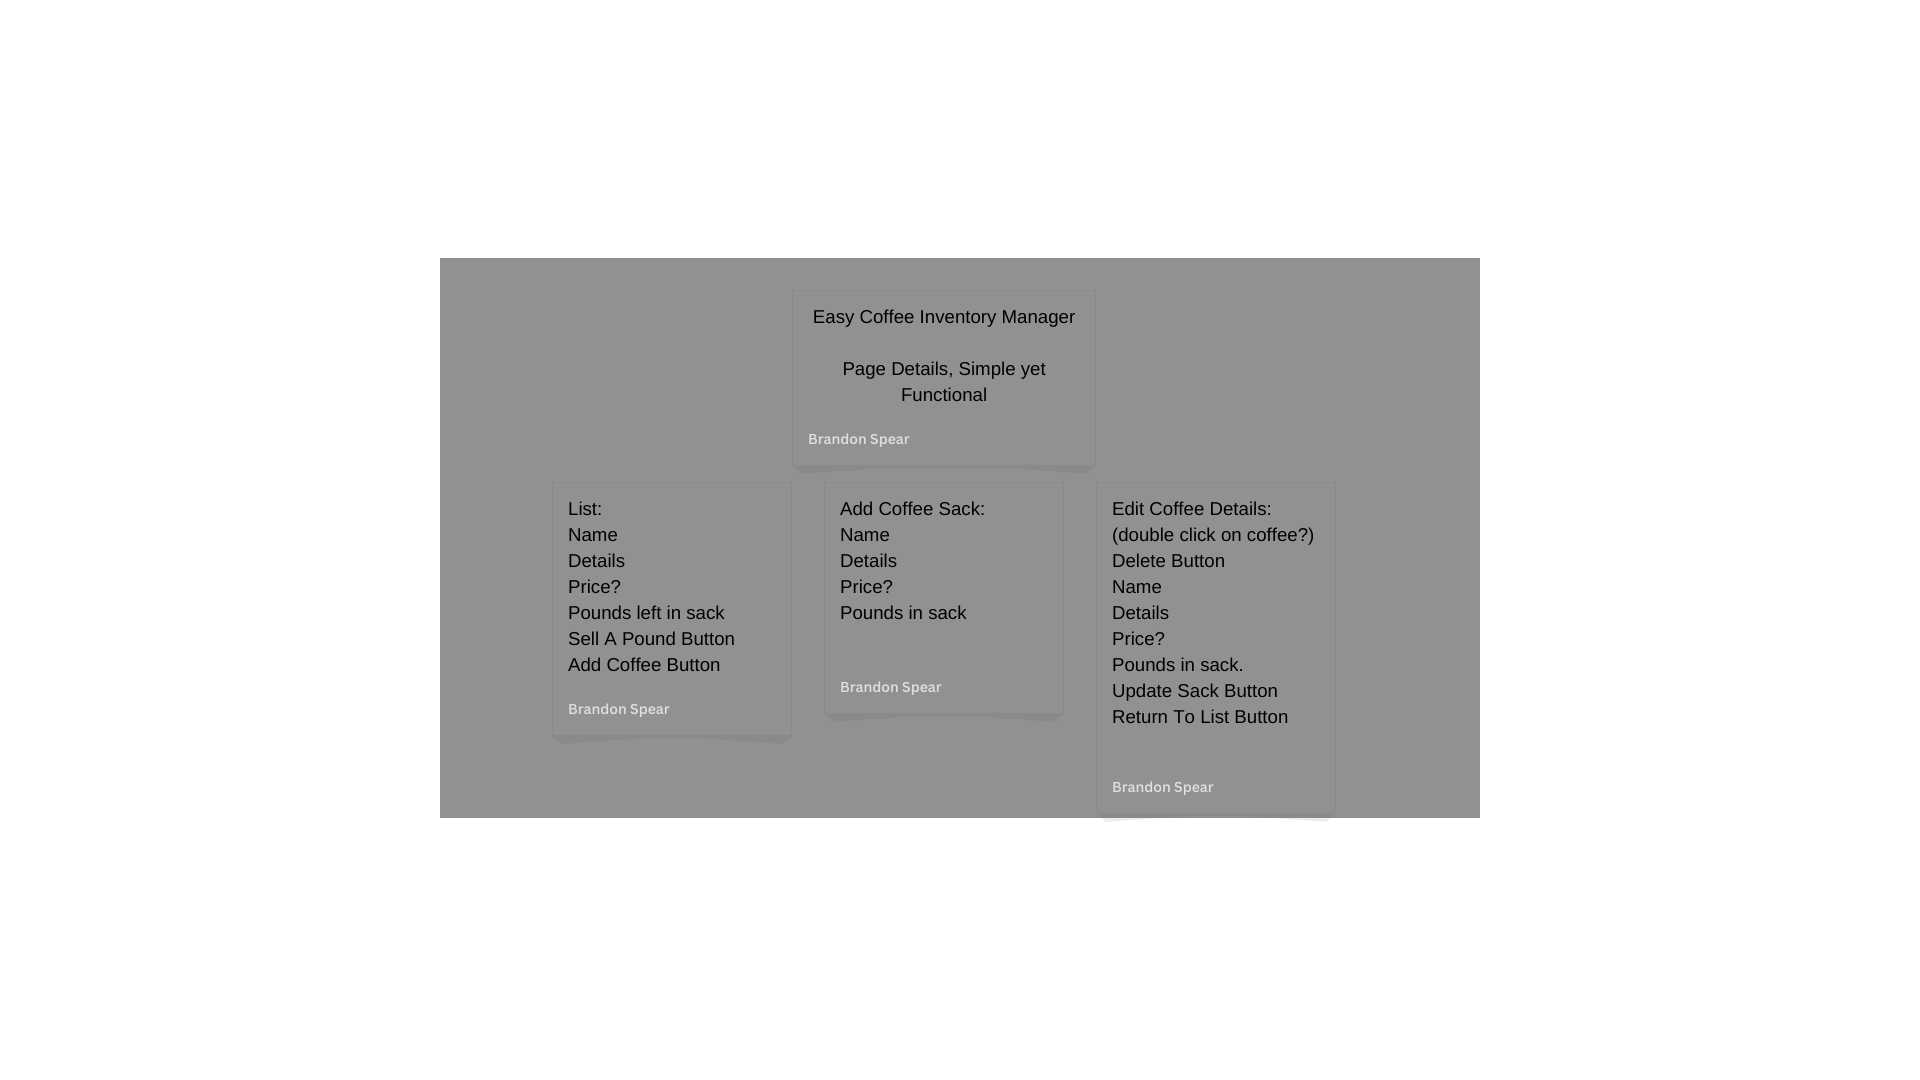 Easy Coffee Inventory Manager
Page Details, Simple yet
Functional
Brandon Spear
List:
Name
Details
Price?
Pounds left in sack
Sell A Pound Button
Add Coffee Button
Brandon Spear
Add Coffee Sack:
Name
Details
Price?
Pounds in sack
Brandon Spear
Edit Coffee Details:
(double click on coffee?)
Delete Button
Name
Details
Price?
Pounds in sack.
Update Sack Button
Return To List Button
Brandon Spear